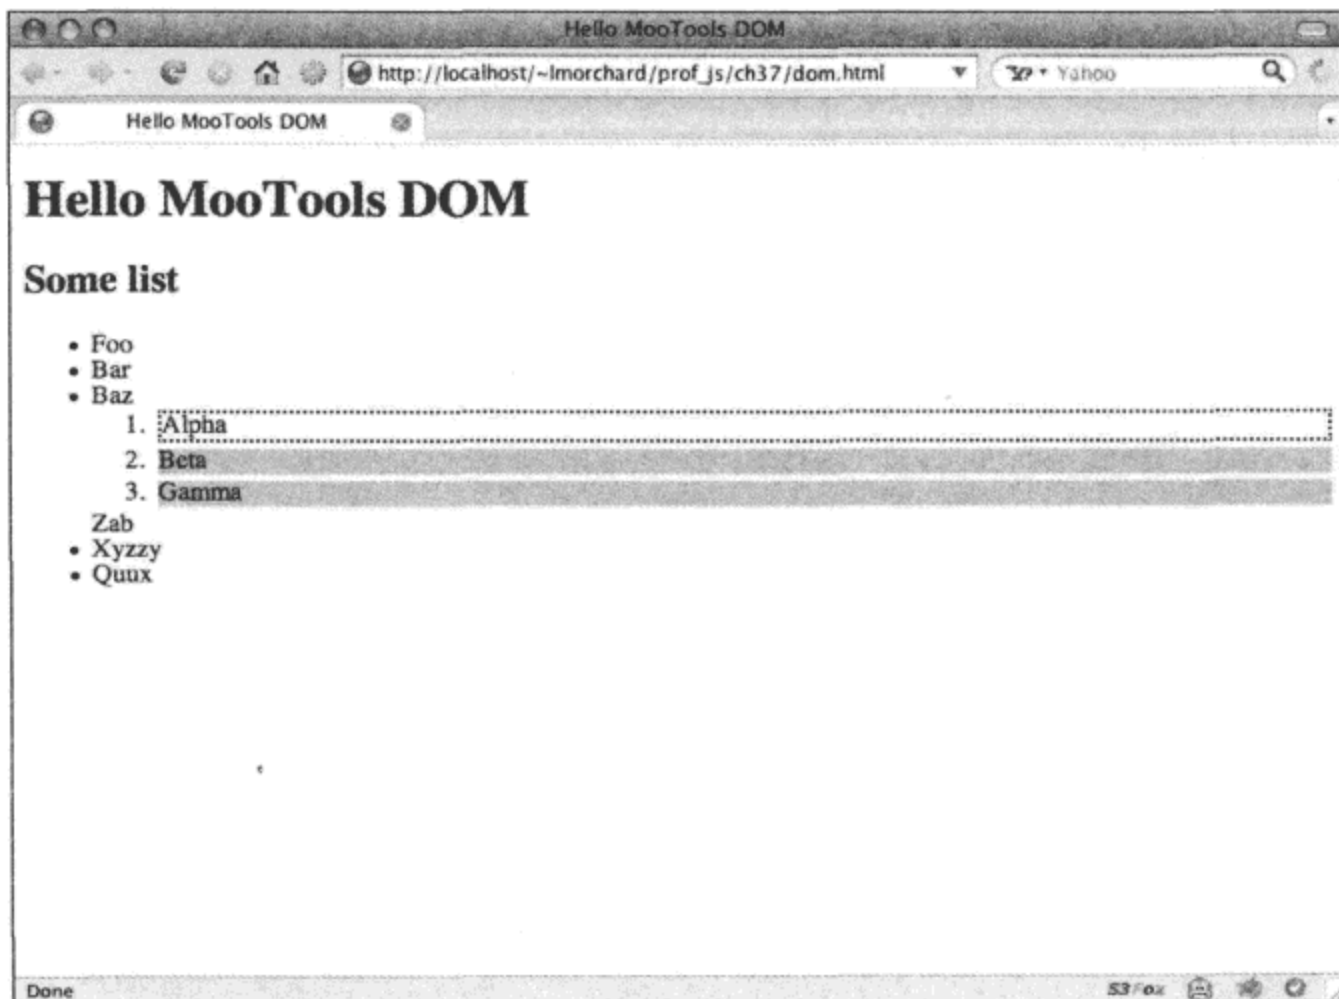 Hello MooTools DOM
http://localhost/~lmorchard/prof_js/ch37/dom.html
Yahoo
Hello MooTools DOM
Hello MooTools DOM
Some list
• Foo
• Bar
• Baz
1. Alpha
2. Beta
3. Gamma
Zab
• Xyzzy
• Quux
Done
S3Fox